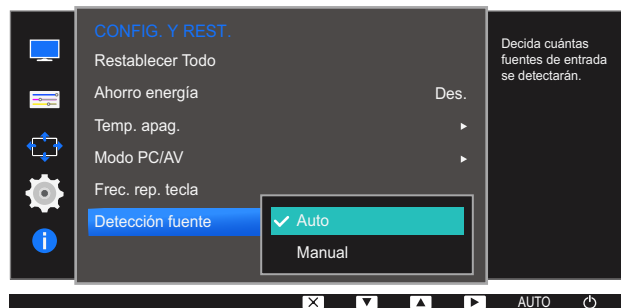 CONFIG. Y REST.
Restablecer Todo
Ahorro energía Des.
Temp. apag.
Modo PC/AV
Frec. rep. tecla
Detección fuente
Auto
Manual
Decida cuántas
fuentes de entrada
se detectarán.
AUTO